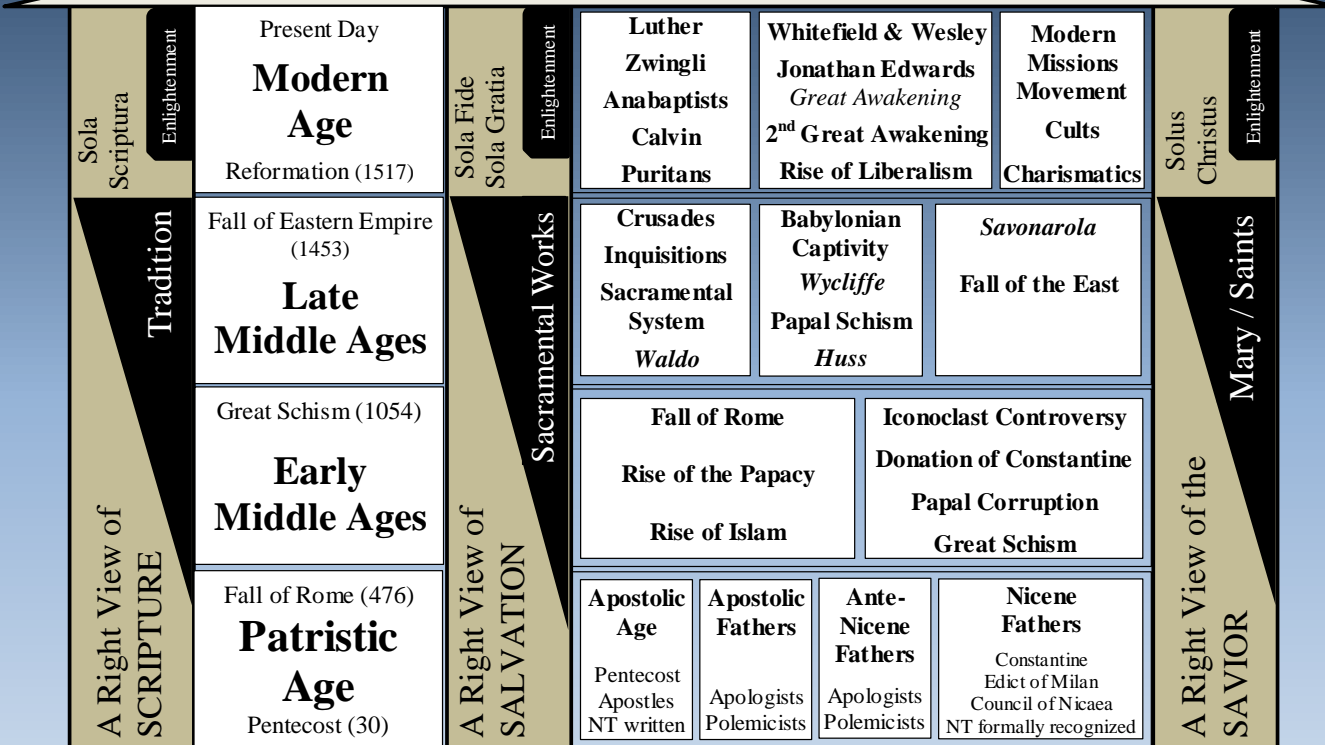 Sola
Scriptura
Enlightenment
Tradition
A Right View of
SCRIPTURE
Present Day
Modern
Age
Reformation (1517)
Fall of Eastern Empire
(1453)
Late
Middle Ages
Great Schism (1054)
Early
Middle Ages
Fall of Rome (476)
Patristic
Age
Pentecost (30)
Sola Fide
Sola Gratia
Enlightenment
Sacramental Works
A Right View of
SALVATION
Luther
Zwingli
Anabaptists
Calvin
Puritans
Whitefield & Wesley
Jonathan Edwards
Great Awakening
2nd Great Awakening
Rise of Liberalism
Modern
Missions
Movement
Cults
Charismatics
Crusades
Inquisitions
Sacramental
System
Waldo
Babylonian
Captivity
Wycliffe
Papal Schism
Huss
Savonarola
Fall of the East
Fall of Rome
Rise of the Papacy
Rise of Islam
Iconoclast Controversy
Donation of Constantine
Papal Corruption
Great Schism
Apostolic
Age
Pentecost
Apostles
NT written
Apostolic
Fathers
Apologists
Polemicists
Ante-
Nicene
Fathers
Apologists
Polemicists
Nicene
Fathers
Constantine
Edict of Milan
Council of Nicaea
NT formally recognized
Solus
Christus
Enlightenment
Mary / Saints
A Right View of the
SAVIOR